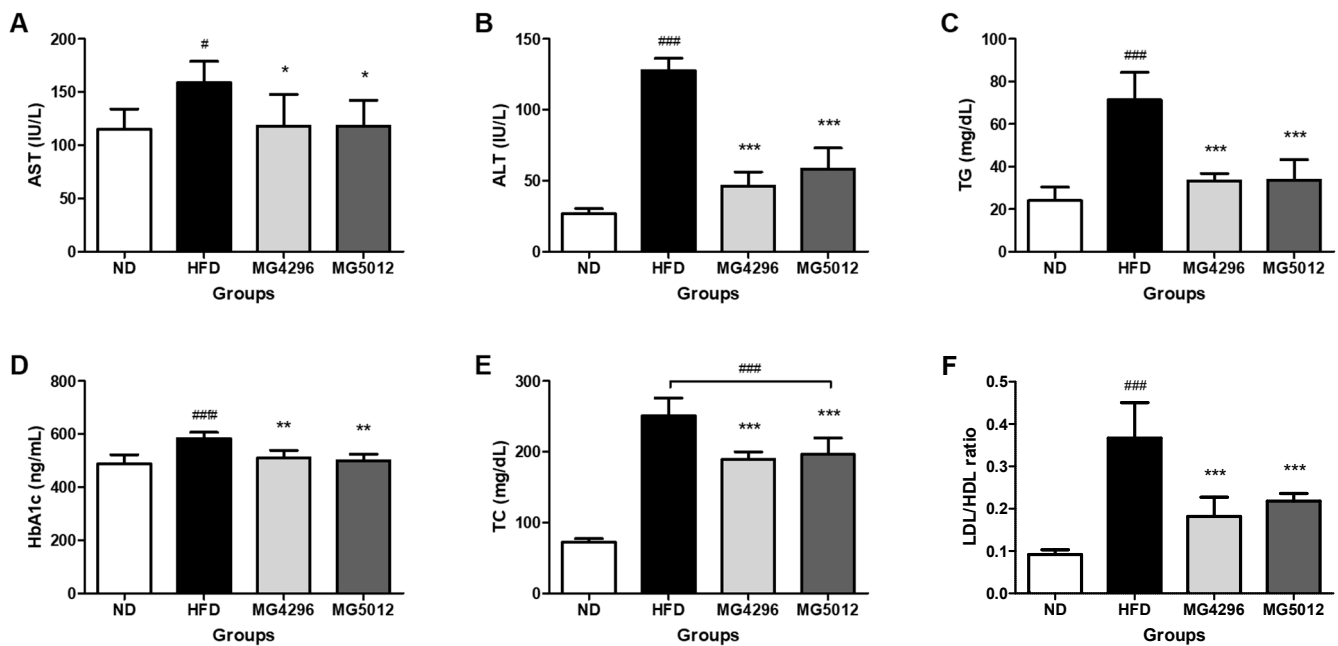 A
AST (IU/L)
200
150
100
50
0
#
*
*
ND HFD MG4296 MG5012
Groups
B
ALT (IU/L)
150
100
50
0
###
***
***
ND HFD MG4296 MG5012
Groups
C
TG (mg/dL)
100
80
60
40
20
0
###
***
***
ND HFD MG4296 MG5012
Groups
D
HbA1c (ng/mL)
800
600
400
200
0
###
**
**
ND HFD MG4296 MG5012
Groups
E
TC (mg/dL)
300
200
100
0
###
***
***
ND HFD MG4296 MG5012
Groups
F
LDL/HDL ratio
0.5
0.4
0.3
0.2
0.1
0.0
###
***
***
ND HFD MG4296 MG5012
Groups